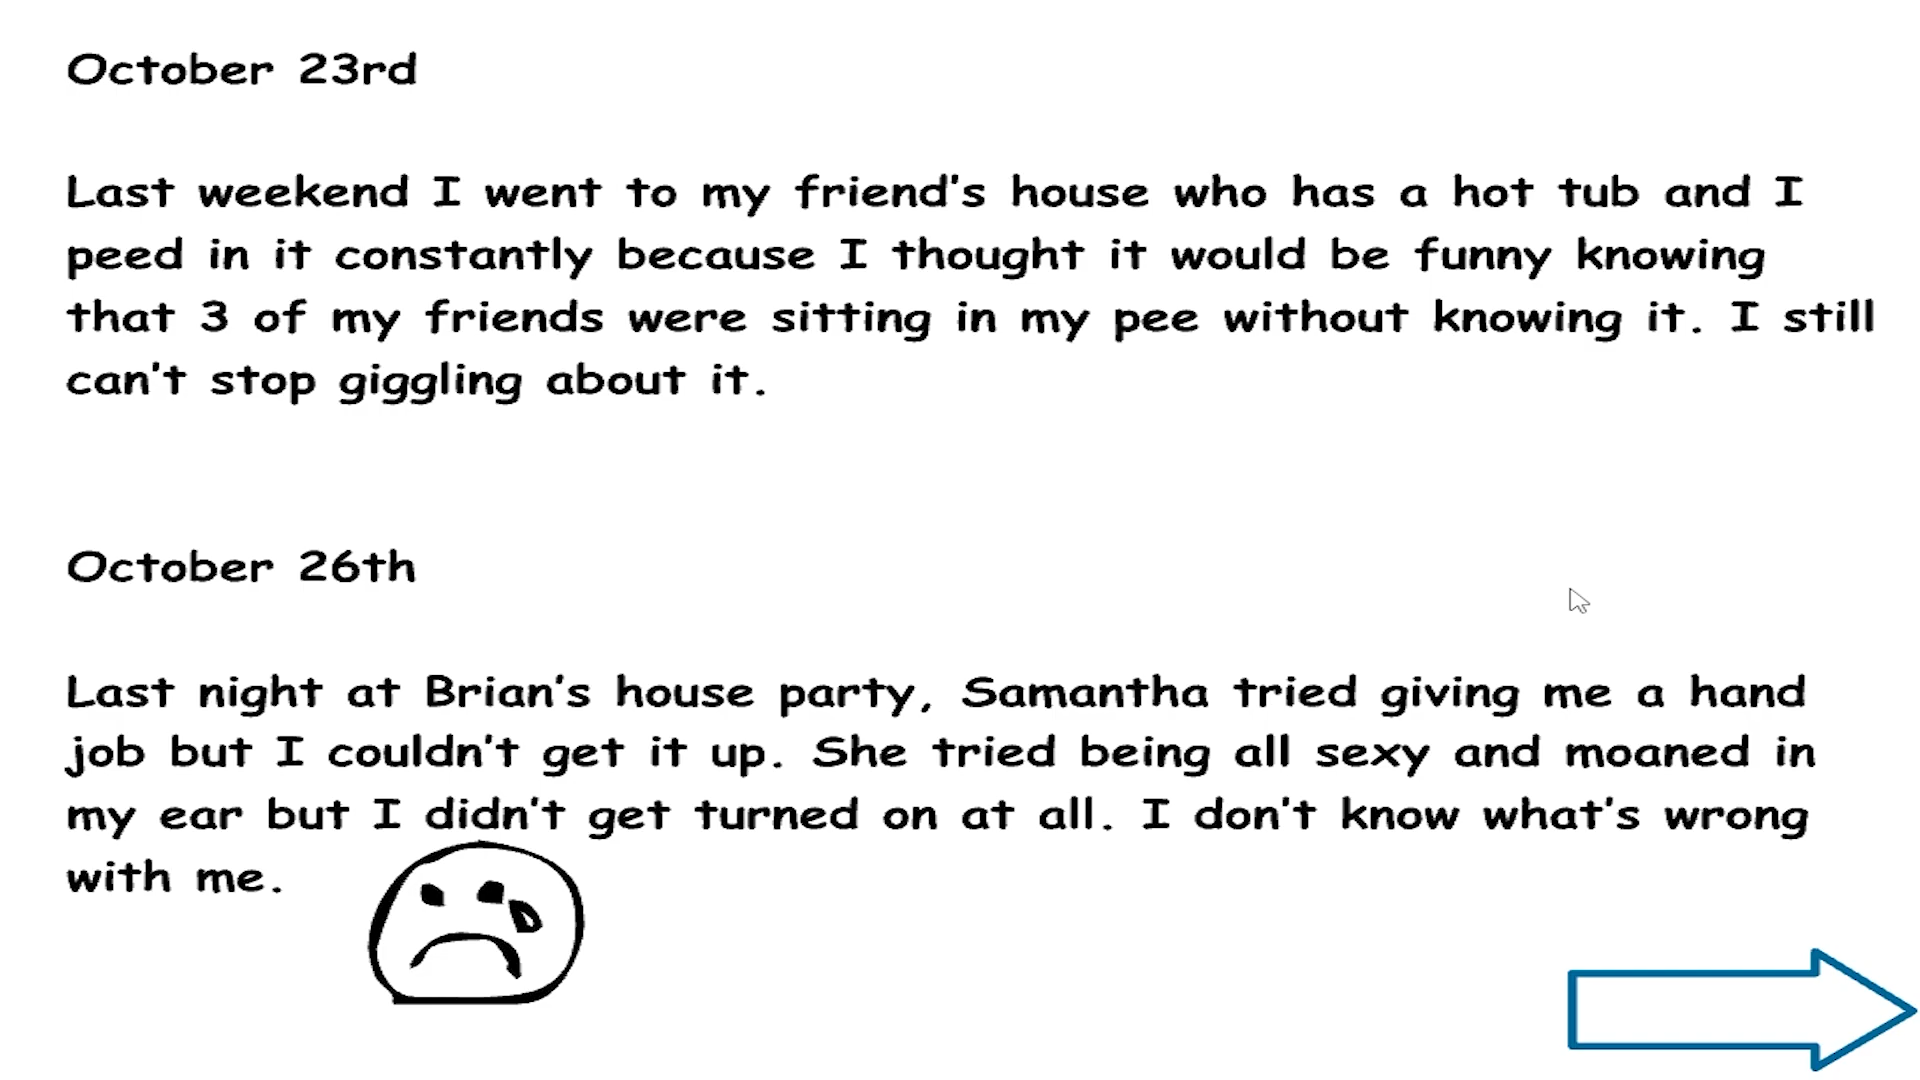 October 23rd
Last weekend I went to my friend's house who has a hot tub and I
peed in it constantly because I thought it would be funny knowing
that 3 of my friends were sitting in my pee without knowing it. I still
can't stop giggling about it.
October 26th
Last night at Brian's house party, Samantha tried giving me a hand
job but I couldn't get it up. She tried being all sexy and moaned in
my ear but I didn't get turned on at all. I don't know what's wrong
with me.